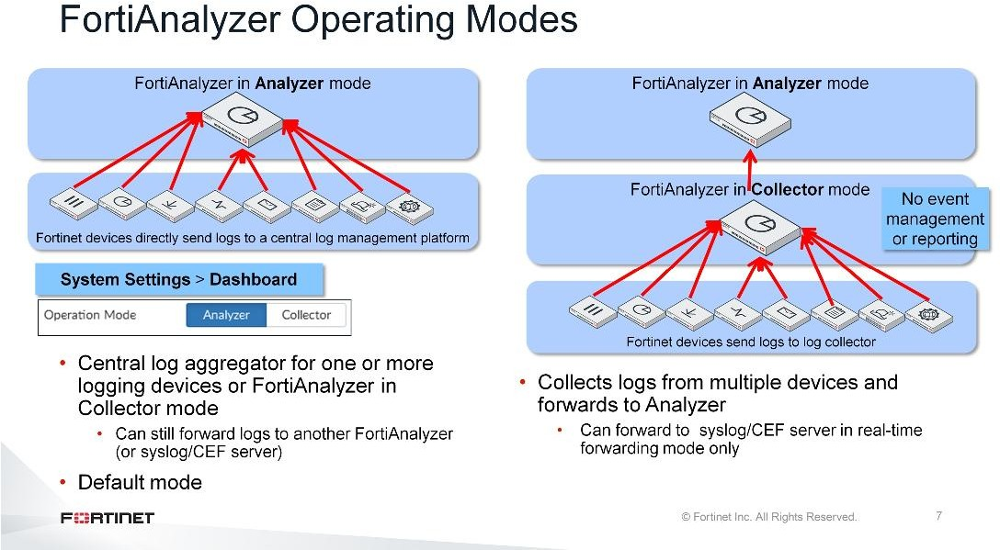 FortiAnalyzer Operating Modes
FortiAnalyzer in Analyzer mode
Fortinet devices directly send logs to a central log management platform
System Settings > Dashboard
Operation Mode
Analyzer
Collector
• Central log aggregator for one or more
logging devices or FortiAnalyzer in
Collector mode
• Can still forward logs to another FortiAnalyzer
(or syslog/CEF server)
• Default mode
FortiAnalyzer in Analyzer mode
FortiAnalyzer in Collector mode
No event
management
or reporting
Fortinet devices send logs to log collector
• Collects logs from multiple devices and
forwards to Analyzer
• Can forward to syslog/CEF server in real-time
forwarding mode only
FORTINET
© Fortinet Inc. All Rights Reserved.
7